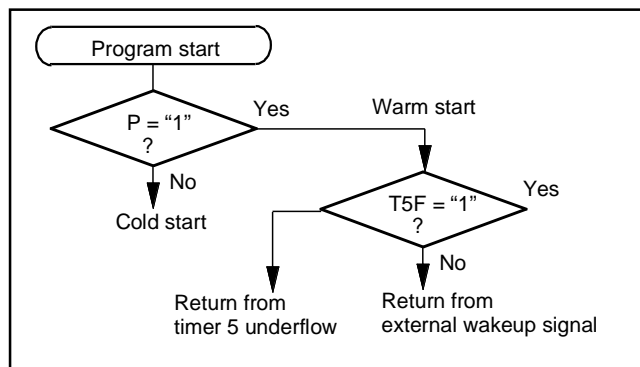 Program start
P = “1”
?
Yes
No
Cold start
Warm start
T5F = “1”
?
Yes
No
Return from
timer 5 underflow
Return from
external wakeup signal